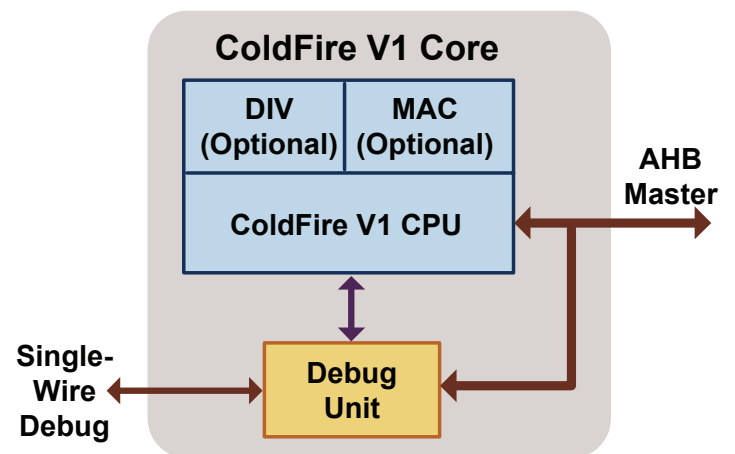 ColdFire V1 Core
DIV
(Optional)
MAC
(Optional)
AHB
Master
ColdFire V1 CPU
Single-
Wire
Debug
Debug
Unit